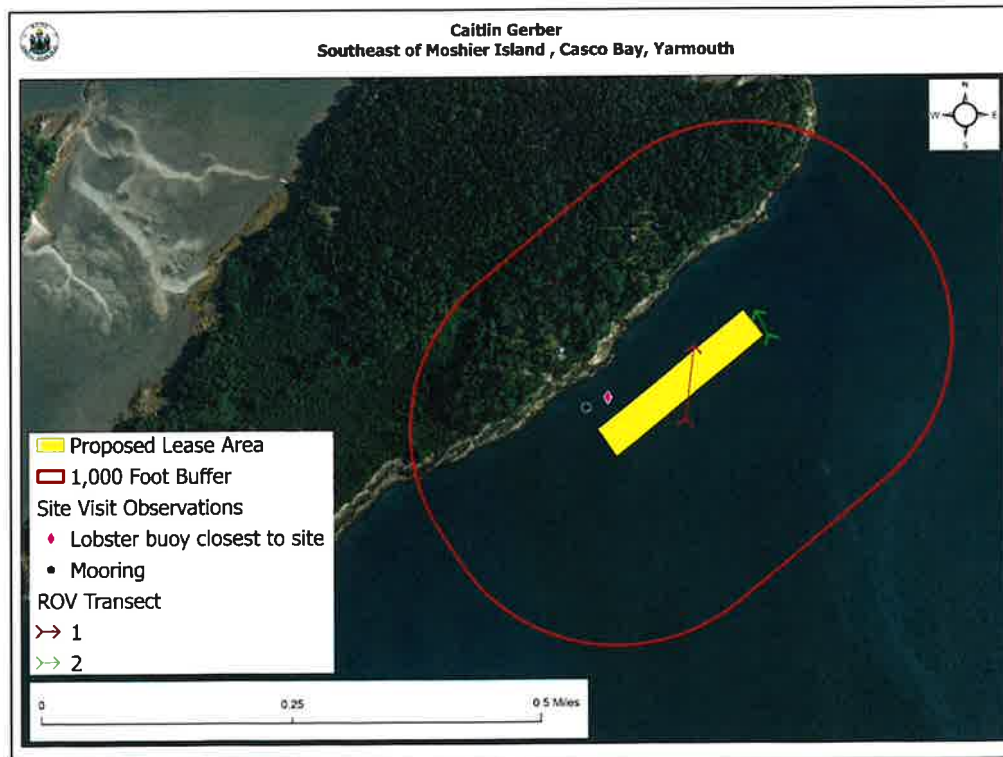 Caitlin Gerber
Southeast of Moshier Island , Casco Bay, Yarmouth
N
W E
S
Proposed Lease Area
1,000 Foot Buffer
Site Visit Observations
Lobster buoy closest to site
Mooring
ROV Transect
1
2
0 0.25 0 5 Miles